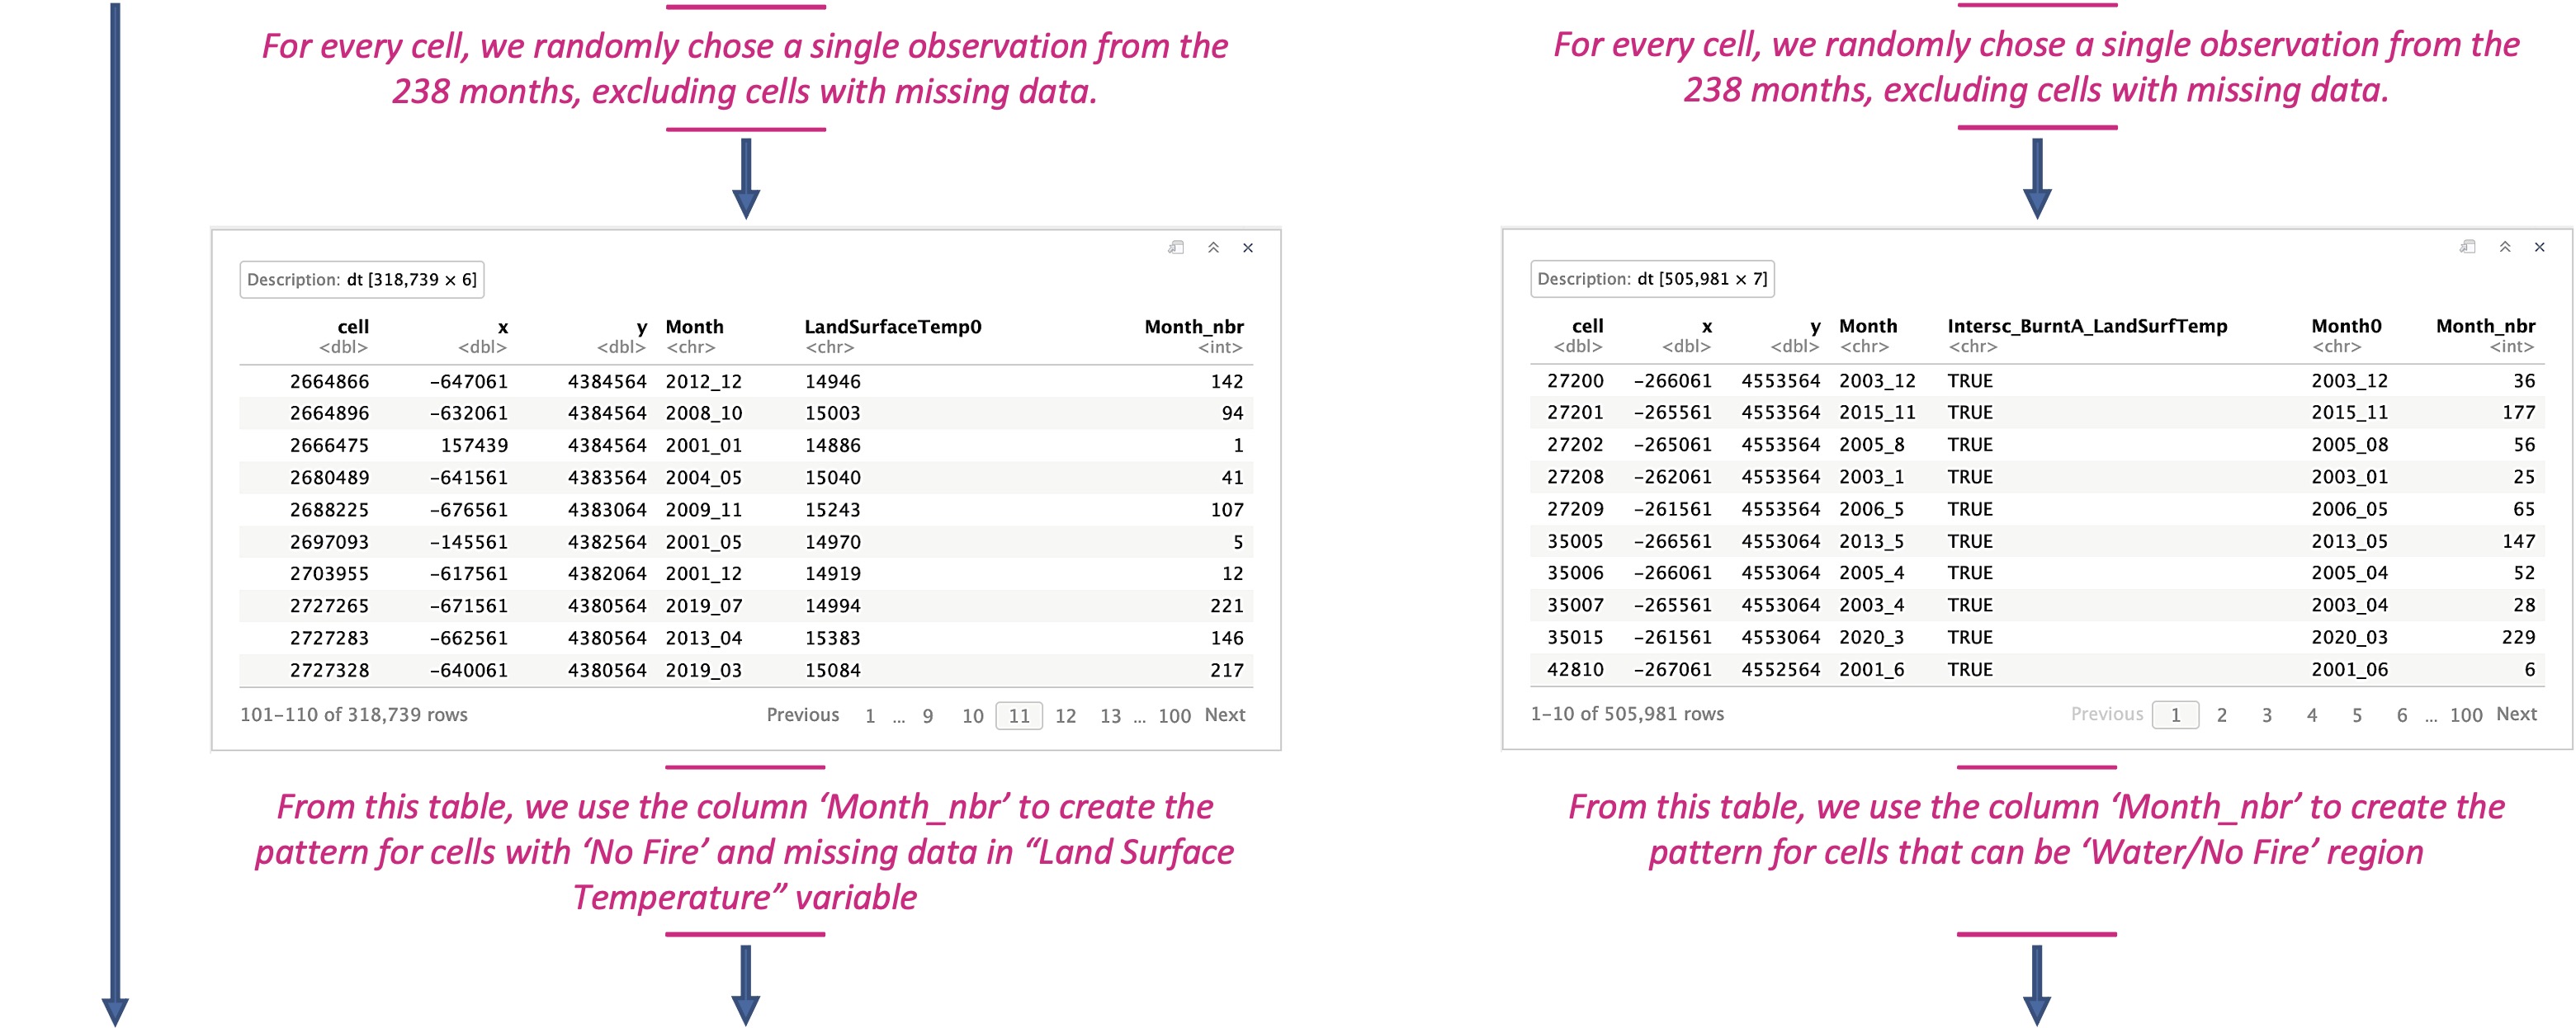 For every cell, we randomly chose a single observation from the
238 months, excluding cells with missing data.
Description: dt [318,739 × 6]
cell x y Month LandSurfaceTemp0 Month_nbr
<dbl> <dbl> <dbl> <chr> <chr> <int>
2664866 -647061 4384564 2012_12 14946 142
2664896 -632061 4384564 2008_10 15003 94
2666475 157439 4384564 2001_01 14886 1
2680489 -641561 4383564 2004_05 15040 41
2688225 -676561 4383064 2009_11 15243 107
2697093 -145561 4382564 2001_05 14970 5
2703955 -617561 4382064 2001_12 14919 12
2727265 -671561 4380564 2019_07 14994 221
2727283 -662561 4380564 2013_04 15383 146
2727328 -640061 4380564 2019_03 15084 217
101-110 of 318,739 rows Previous 1 ... 9 10 11 12 13 ... 100 Next
From this table, we use the column ‘Month_nbr’ to create the
pattern for cells with ‘No Fire’ and missing data in “Land Surface
Temperature” variable
For every cell, we randomly chose a single observation from the
238 months, excluding cells with missing data.
Description: dt [505,981 × 7]
cell x y Month Intersc_BurntA_LandSurfTemp Month0 Month_nbr
<dbl> <dbl> <dbl> <chr> <chr> <chr> <int>
27200 -266061 4553564 2003_12 TRUE 2003_12 36
27201 -265561 4553564 2015_11 TRUE 2015_11 177
27202 -265061 4553564 2005_8 TRUE 2005_08 56
27208 -262061 4553564 2003_1 TRUE 2003_01 25
27209 -261561 4553564 2006_5 TRUE 2006_05 65
35005 -266561 4553064 2013_5 TRUE 2013_05 147
35006 -266061 4553064 2005_4 TRUE 2005_04 52
35007 -265561 4553064 2003_4 TRUE 2003_04 28
35015 -261561 4553064 2020_3 TRUE 2020_03 229
42810 -267061 4552564 2001_6 TRUE 2001_06 6
1-10 of 505,981 rows Previous 1 2 3 4 5 6 ... 100 Next
From this table, we use the column ‘Month_nbr’ to create the
pattern for cells that can be ‘Water/No Fire’ region